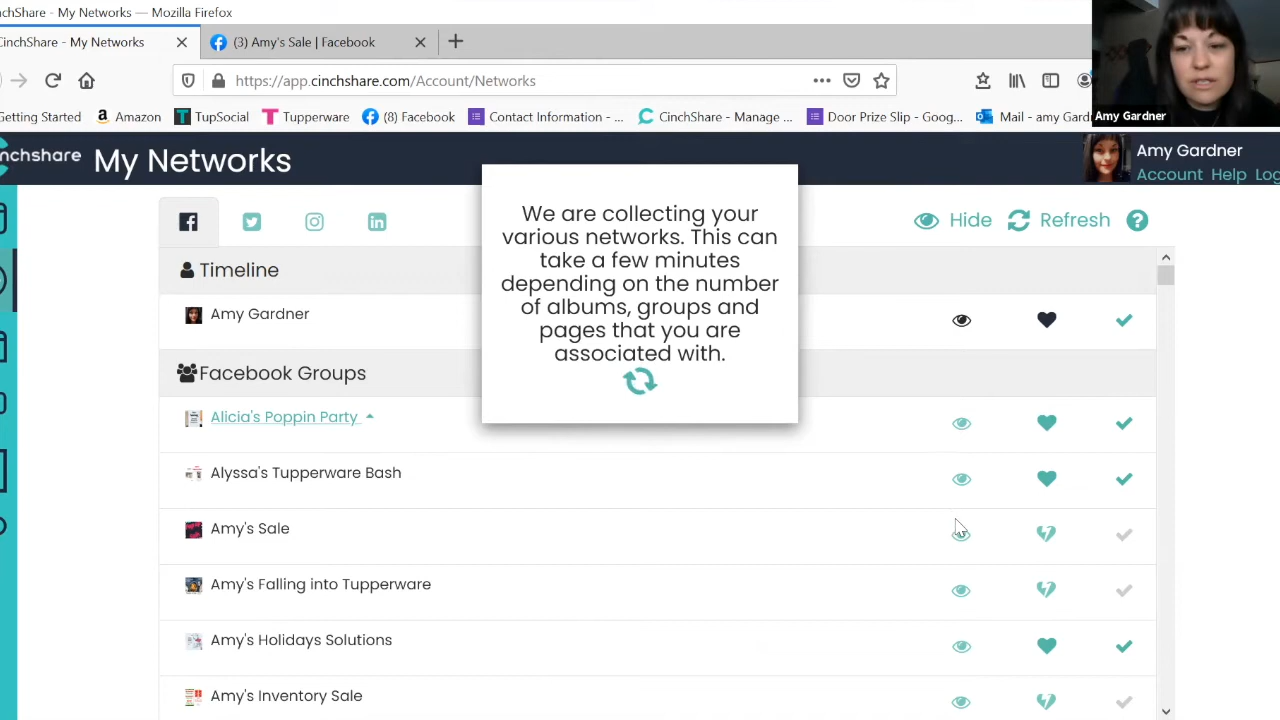 nchShare - My Networks — Mozilla Firefox
CinchShare - My Networks
(3) Amy's Sale | Facebook
https://app.cinchshare.com/Account/Networks
Getting Started
Amazon
TupSocial
Tupperware
(8) Facebook
Contact Information - ...
CinchShare - Manage ...
Door Prize Slip - Goog...
Mail - amy Gard
Amy Gardner
inchshare
My Networks
Amy Gardner
Account Help Log
Hide
Refresh
We are collecting your
various networks. This can
take a few minutes
depending on the number
of albums, groups and
pages that you are
associated with.
Timeline
Amy Gardner
Facebook Groups
Alicia's Poppin Party
Alyssa's Tupperware Bash
Amy's Sale
Amy's Falling into Tupperware
Amy's Holidays Solutions
Amy's Inventory Sale